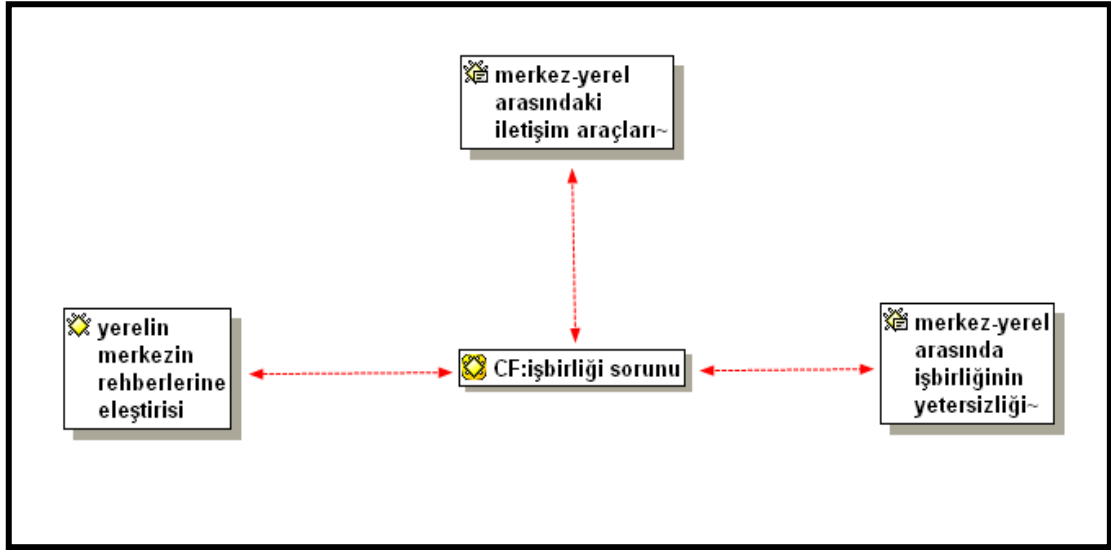 merkez-yerel
arasındaki
iletişim araçları~
yerelin
merkezin
rehberlerine
eleştirisi
CF:işbirliği sorunu
merkez-yerel
arasında
işbirliğinin
yetersizliği~